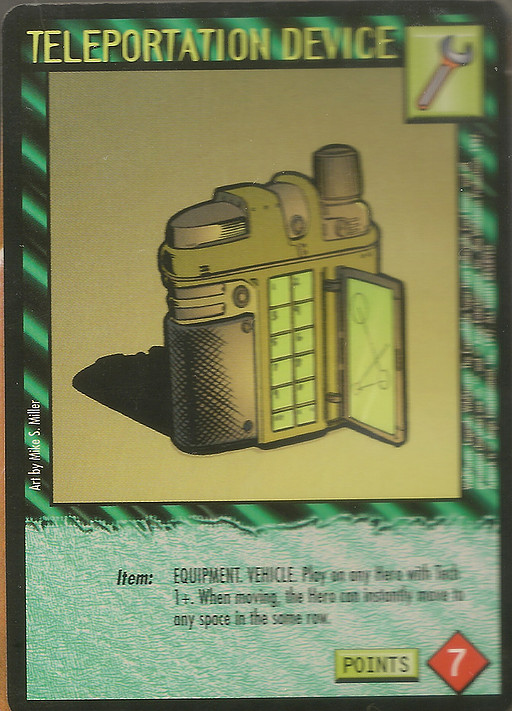 TELEPORTATION DEVICE
Art by Mike S. Miller
Item: EQUIPMENT. VEHICLE. Play on any Hero with Tech
1+. When moving, the Hero can instantly move to
any space in the same row.
POINTS 7